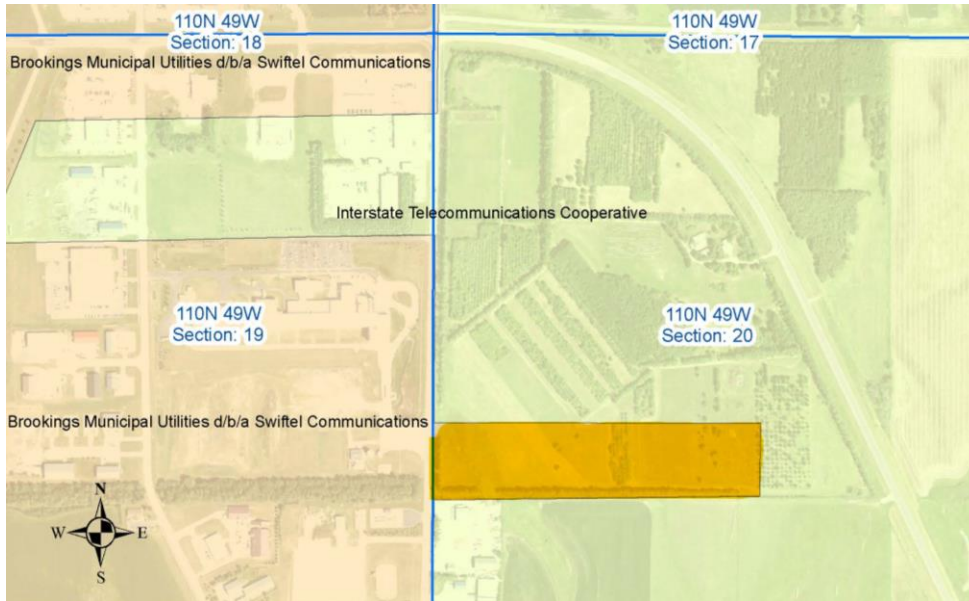 110N 49W
Section: 18
110N 49W
Section: 17
Brookings Municipal Utilities d/b/a Swiftel Communications
Interstate Telecommunications Cooperative
110N 49W
Section: 19
110N 49W
Section: 20
Brookings Municipal Utilities d/b/a Swiftel Communications
N
W
E
S